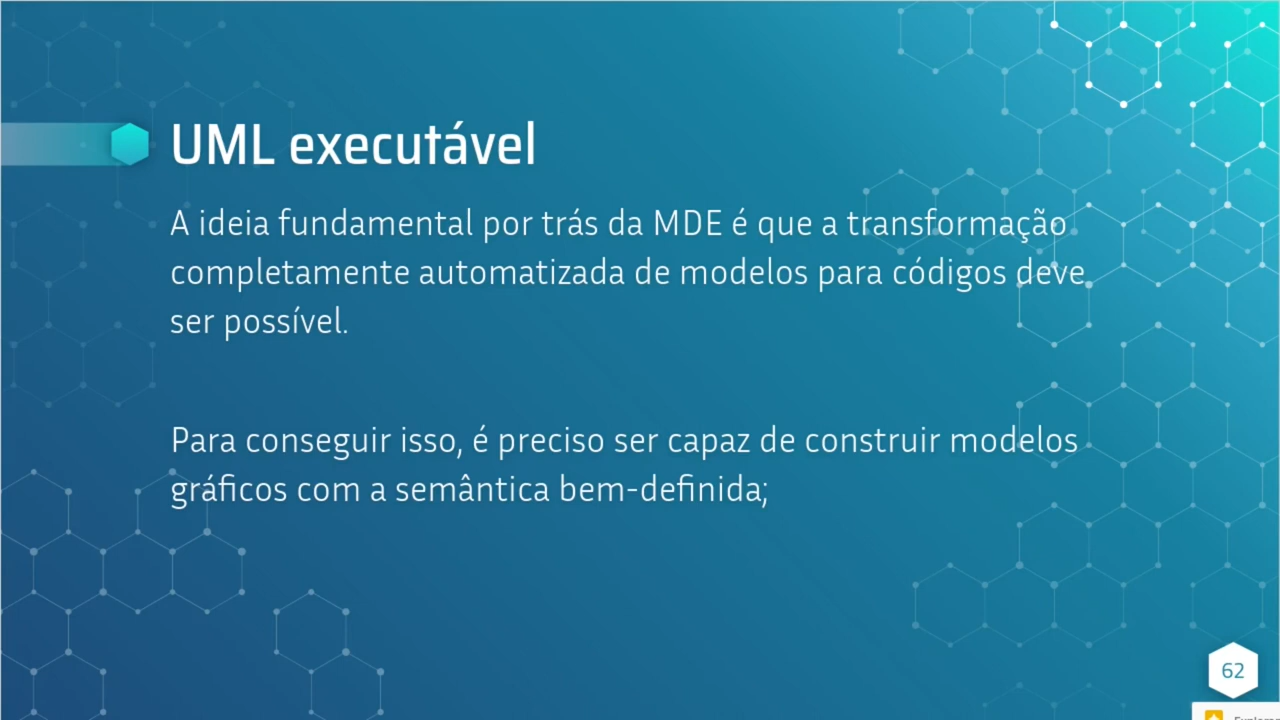 UML executável
A ideia fundamental por trás da MDE é que a transformação
completamente automatizada de modelos para códigos deve
ser possível.
Para conseguir isso, é preciso ser capaz de construir modelos
gráficos com a semântica bem-definida;
62